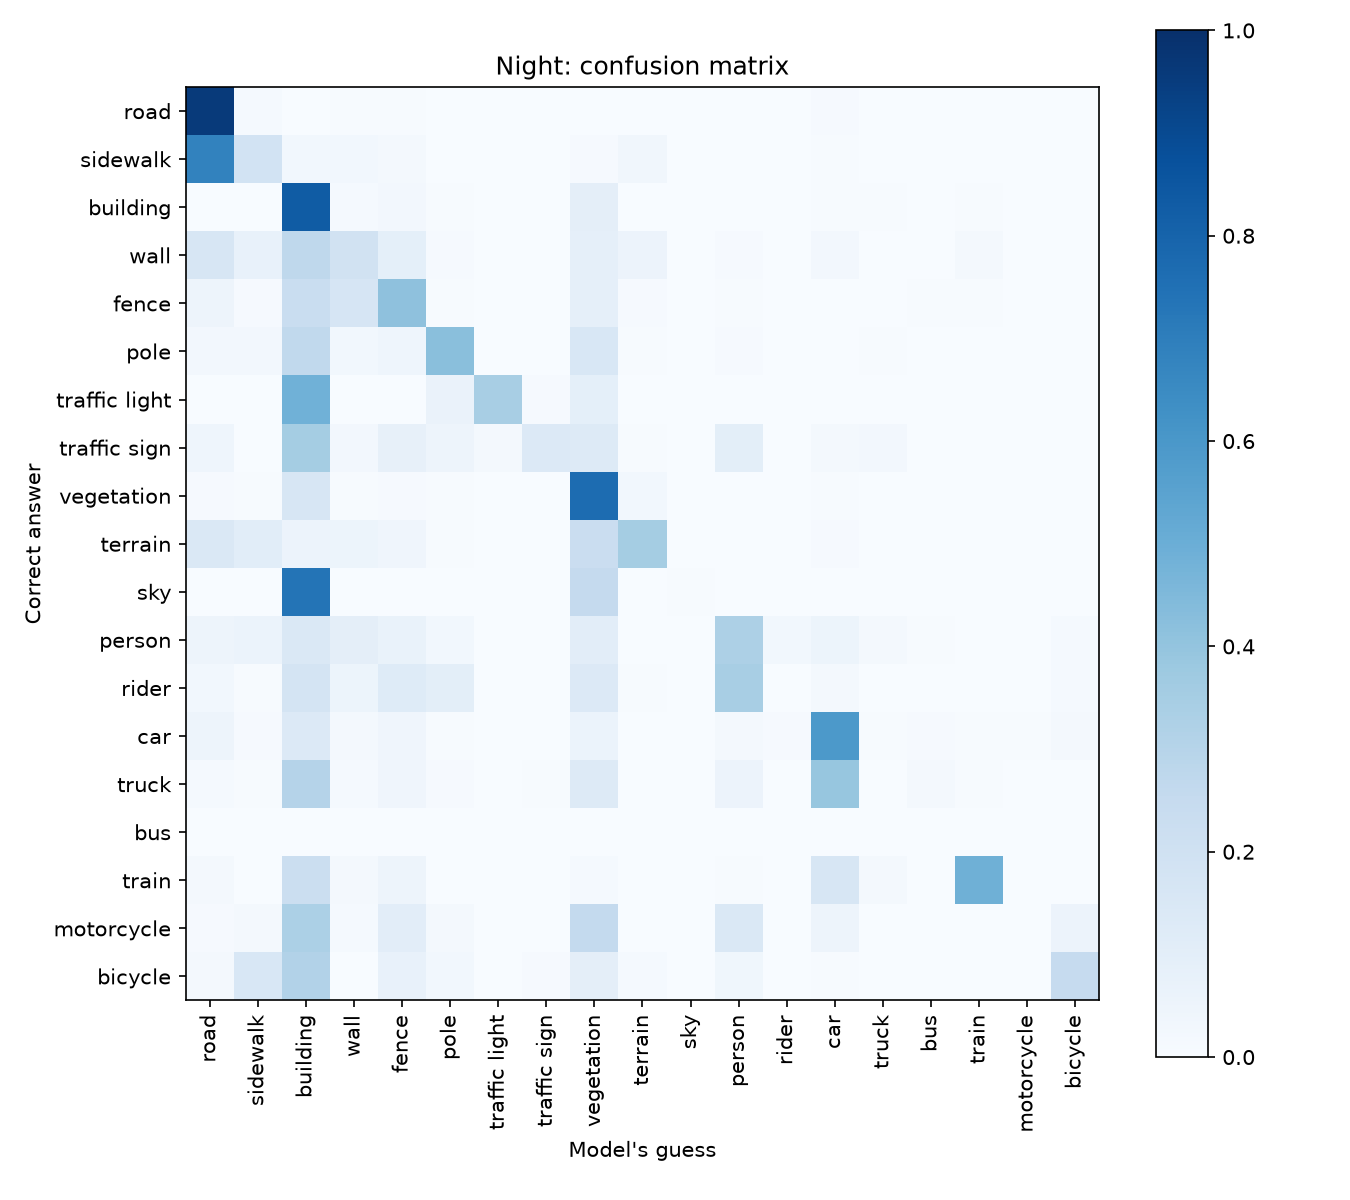 Night: confusion matrix
Correct answer
road
sidewalk
building
wall
fence
pole
traffic light
traffic sign
vegetation
terrain
sky
person
rider
car
truck
bus
train
motorcycle
bicycle
road
sidewalk
building
wall
fence
pole
traffic light
traffic sign
vegetation
terrain
sky
person
rider
car
truck
bus
train
motorcycle
bicycle
Model's guess
1.0
0.8
0.6
0.4
0.2
0.0